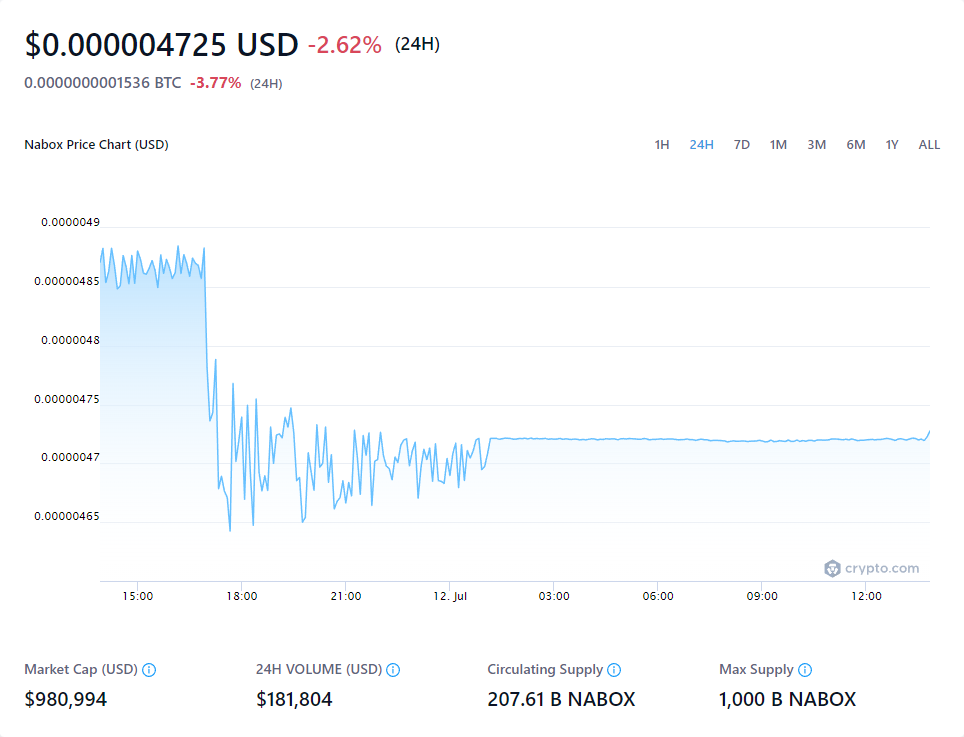 $0.000004725 USD -2.62% (24H)
0.0000000001536 BTC -3.77% (24H)
Nabox Price Chart (USD) 1H 24H 7D 1M 3M 6M 1Y ALL
0.0000049
0.00000485
0.0000048
0.00000475
0.0000047
0.00000465
crypto.com
15:00 18:00 21:00 12. Jul 03:00 06:00 09:00 12:00
Market Cap (USD) 24H VOLUME (USD) Circulating Supply Max Supply
$980,994 $181,804 207.61 B NABOX 1,000 B NABOX